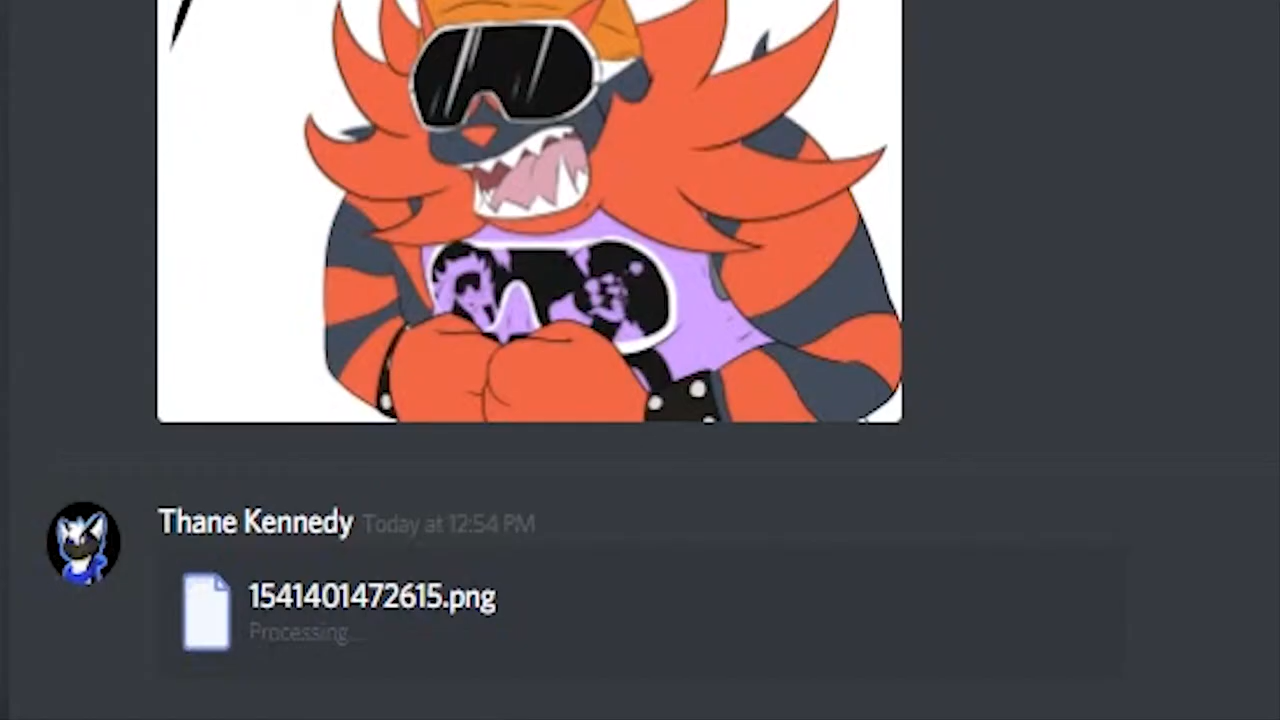 Thane Kennedy Today at 12:54 PM
1541401472615.png
Processing...